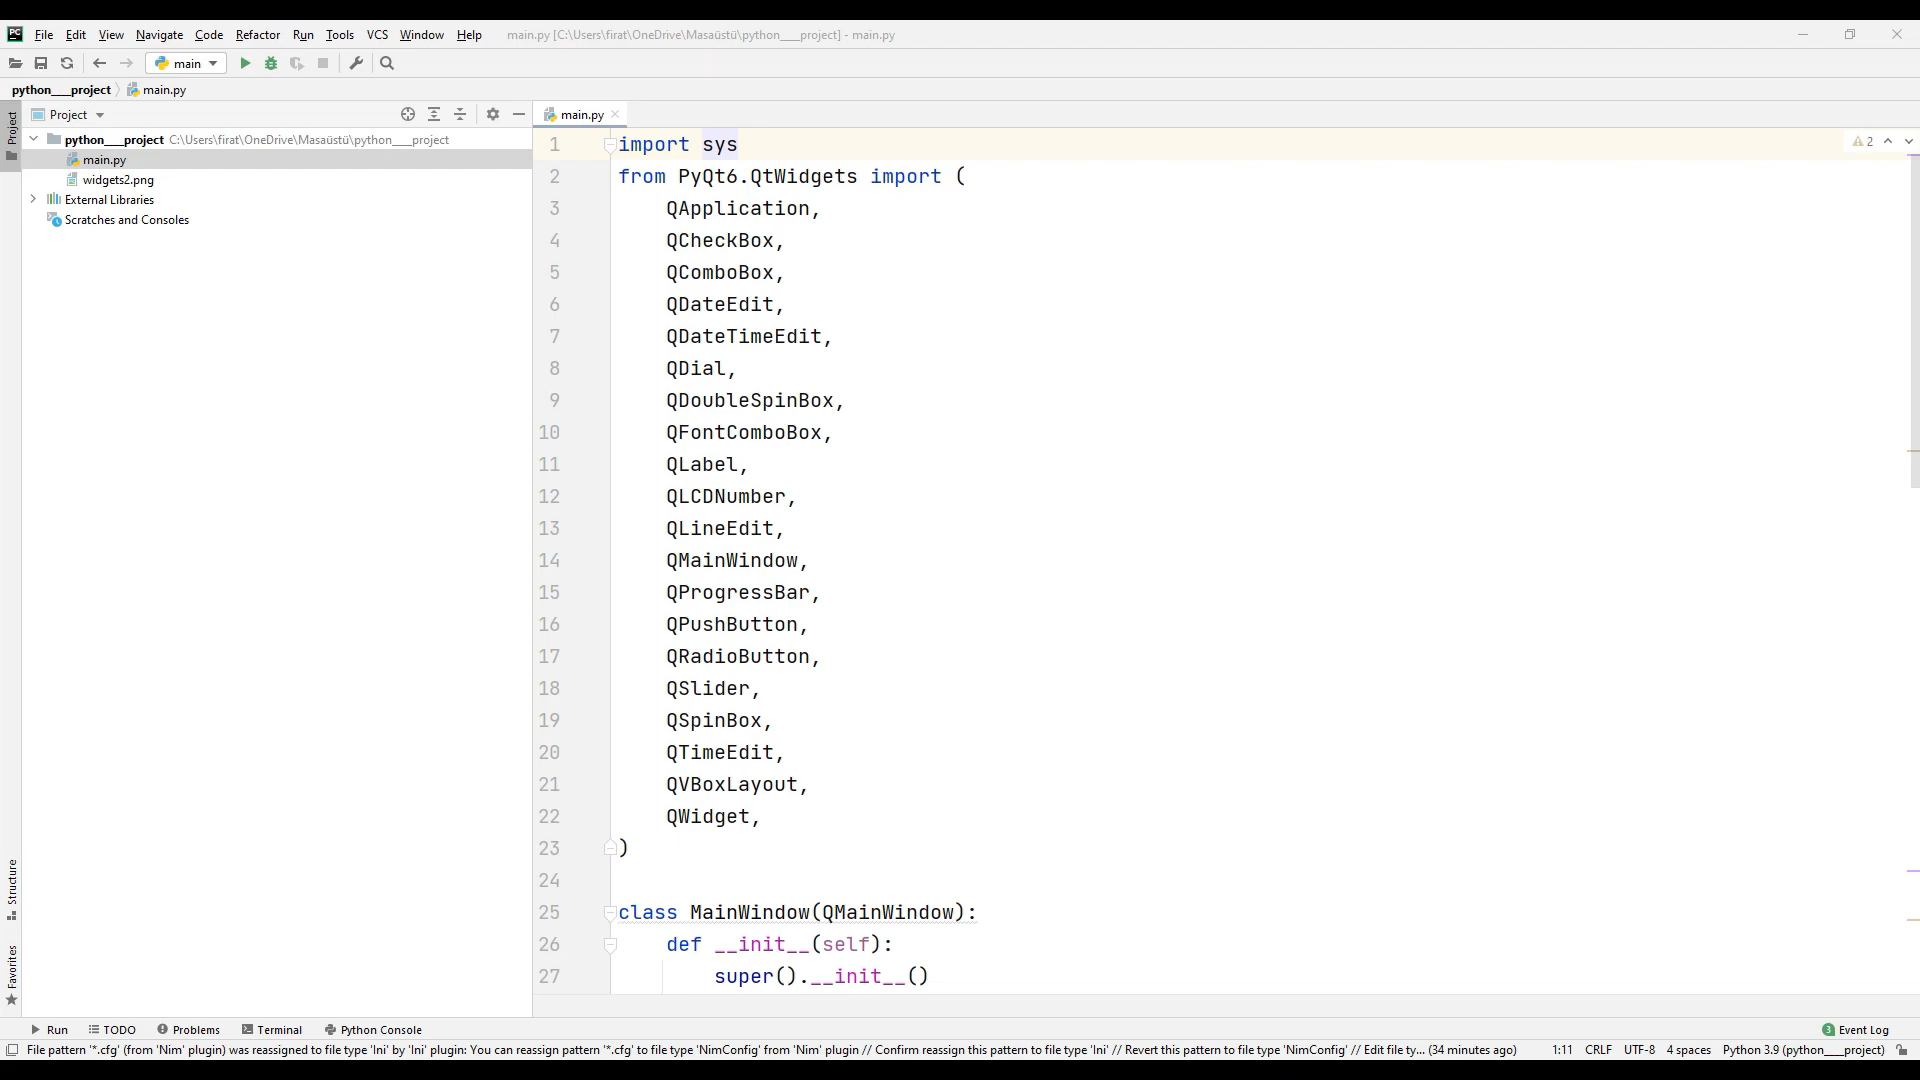 PC File Edit View Navigate Code Refactor Run Tools VCS Window Help main.py [C:\Users\firat\OneDrive\Masaüstü\python____project] - main.py
main
python____project main.py
Project
Project
main.py
python____project C:\Users\firat\OneDrive\Masaüstü\python____project
main.py
widgets2.png
External Libraries
Scratches and Consoles
2
1 import sys
2 from PyQt6.QtWidgets import (
3 QApplication,
4 QCheckBox,
5 QComboBox,
6 QDateEdit,
7 QDateTimeEdit,
8 QDial,
9 QDoubleSpinBox,
10 QFontComboBox,
11 QLabel,
12 QLCDNumber,
13 QLineEdit,
14 QMainWindow,
15 QProgressBar,
16 QPushButton,
17 QRadioButton,
18 QSlider,
19 QSpinBox,
20 QTimeEdit,
21 QVBoxLayout,
22 QWidget,
23 )
24
25 class MainWindow(QMainWindow):
26 def __init__(self):
27 super().__init__()
Structure
Favorites
Run TODO Problems Terminal Python Console 3 Event Log
File pattern '*.cfg' (from 'Nim' plugin) was reassigned to file type 'Ini' by 'Ini' plugin: You can reassign pattern '*.cfg' to file type 'NimConfig' from 'Nim' plugin // Confirm reassign this pattern to file type 'Ini' // Revert this pattern to file type 'NimConfig' // Edit file ty... (34 minutes ago) 1:11 CRLF UTF-8 4 spaces Python 3.9 (python____project)